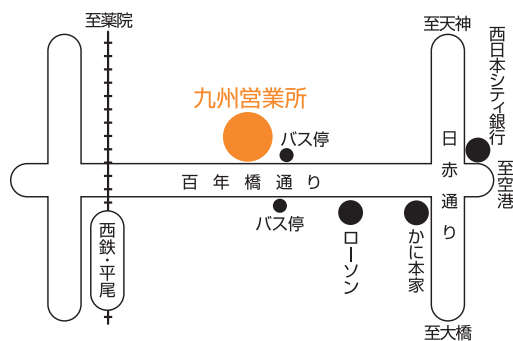 至薬院
至天神
西日本シティ銀行
九州営業所
バス停
日赤通り
至空港
百年橋通り
バス停
西鉄・平尾
ローソン
かに本家
至大橋